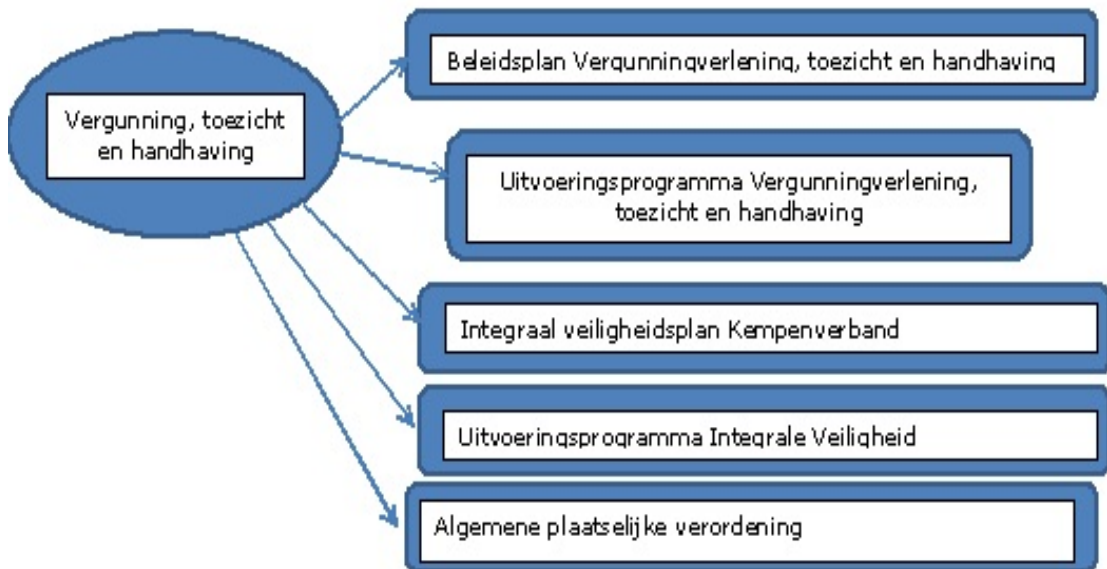 Vergunning, toezicht
en handhaving
Beleidsplan Vergunningverlening, toezicht en handhaving
Uitvoeringsprogramma Vergunningverlening,
toezicht en handhaving
Integraal veiligheidsplan Kempenverband
Uitvoeringsprogramma Integrale Veiligheid
Algemene plaatselijke verordening